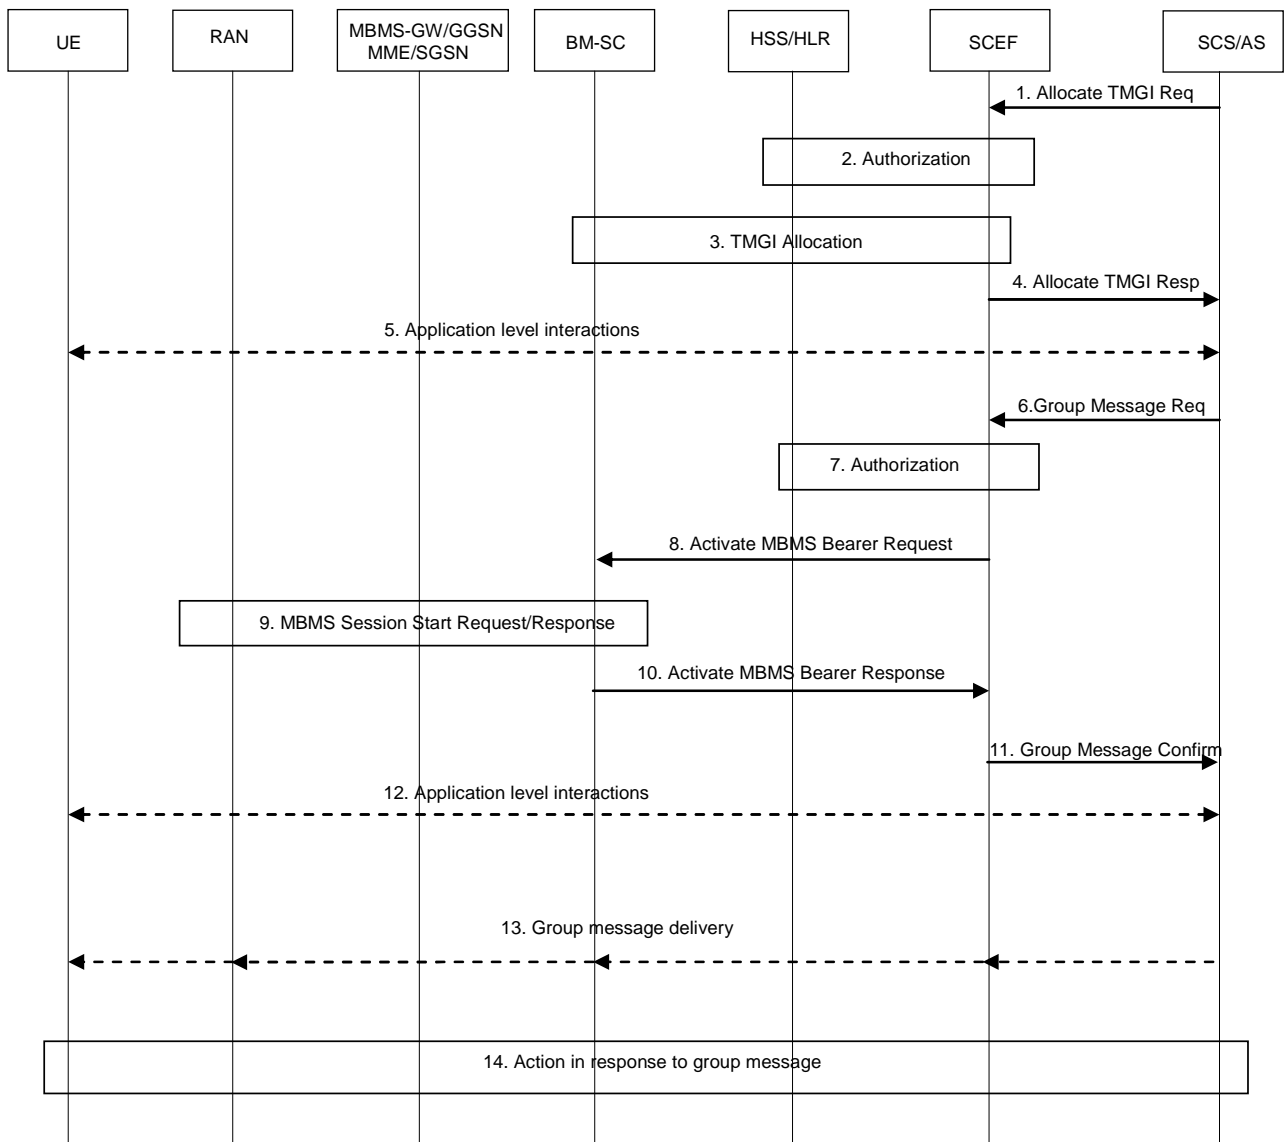 UE
RAN
MBMS-GW/GGSN
MME/SGSN
BM-SC
HSS/HLR
SCEF
SCS/AS
1. Allocate TMGI Req
2. Authorization
3. TMGI Allocation
4. Allocate TMGI Resp
5. Application level interactions
6.Group Message Req
7. Authorization
8. Activate MBMS Bearer Request
9. MBMS Session Start Request/Response
10. Activate MBMS Bearer Response
11. Group Message Confirm
12. Application level interactions
13. Group message delivery
14. Action in response to group message